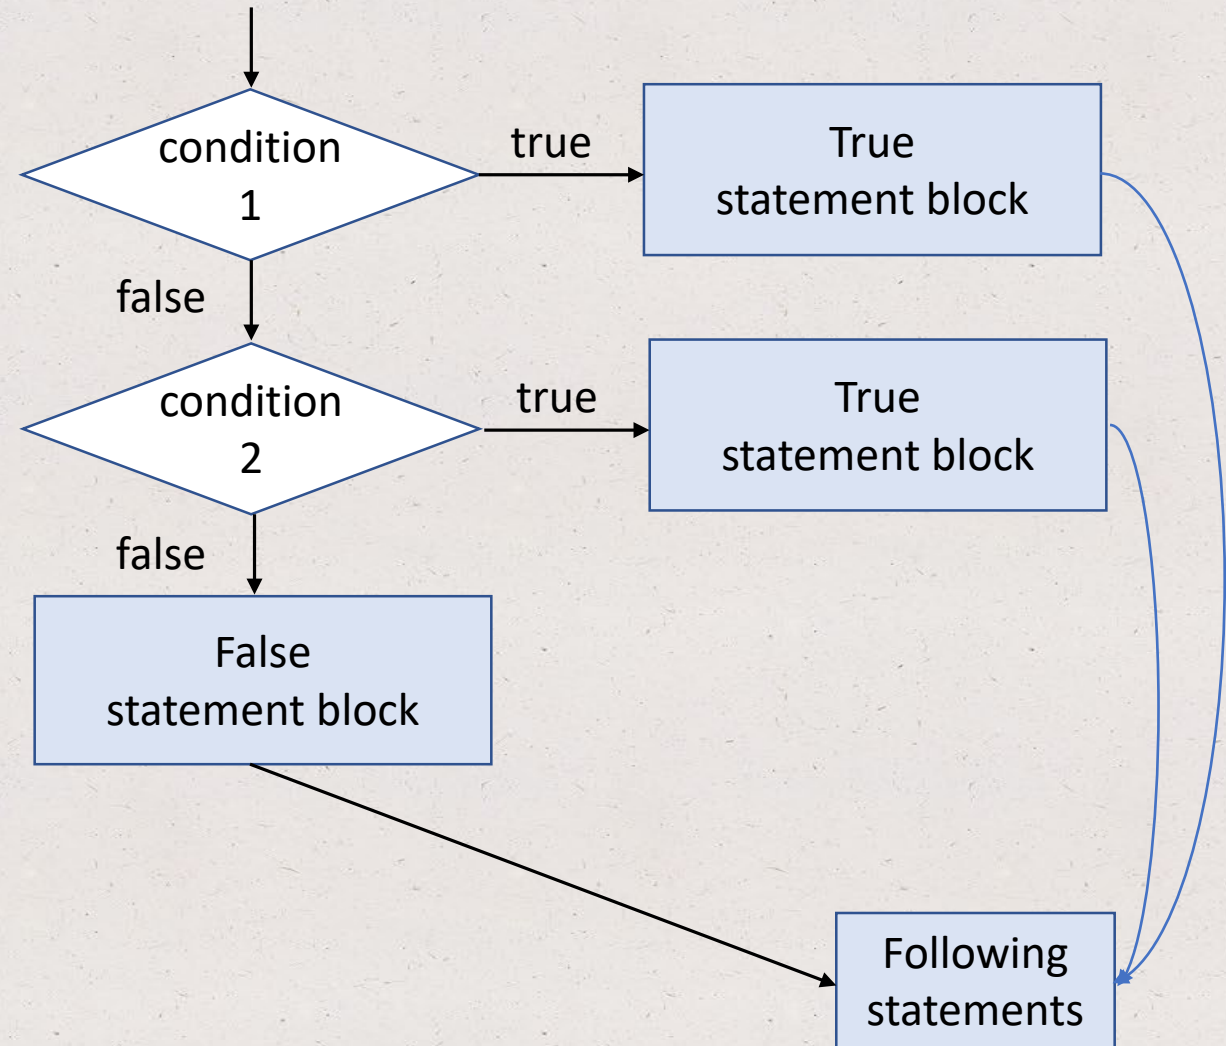 condition
1
true
True
statement block
false
condition
2
true
True
statement block
false
False
statement block
Following
statements